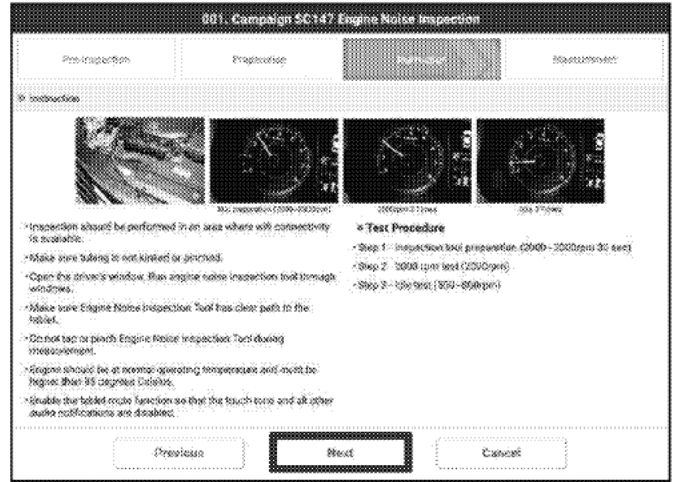 001. Campaign SC147 Engine Noise Inspection
Pre-inspection
Preparation
Measurement
Instruction
• Inspection should be performed in an area where wifi connectivity
is available.
• Make sure tubing is not kinked or pinched.
• Open the driver's window. Run engine noise inspection tool through
windows.
• Make sure Engine Noise Inspection Tool has clear path to the
tablet.
• Do not tap or pinch Engine Noise Inspection Tool during
measurement.
• Engine should be at normal operating temperature and must be
higher than 85 degrees Celsius.
• Enable the tablet mute function so that the touch tone and all other
audio notifications are disabled.
※ Test Procedure
• Step 1 - Inspection tool preparation (2000~3000rpm 30 sec)
• Step 2 - 2000 rpm test (2000rpm)
• Step 3 - Idle test
Previous
Next
Cancel